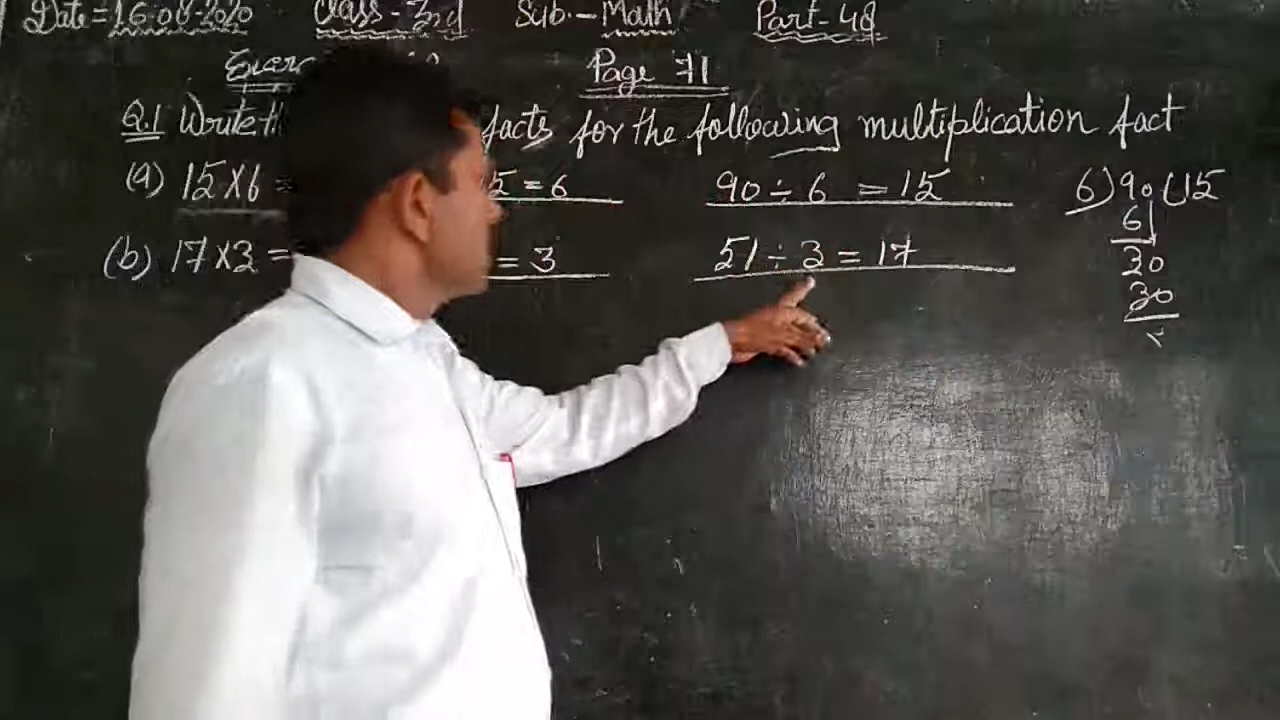 Date = 16.08.2020 Class - 3rd Sub. - Math Part - 48
Page 71
Q.1 Write facts for the following multiplication fact
(a) 15 × 6 = 5 = 6 90 ÷ 6 = 15
(b) 17 × 3 = = 3 51 ÷ 3 = 17
6)90(15
6
30
30
×